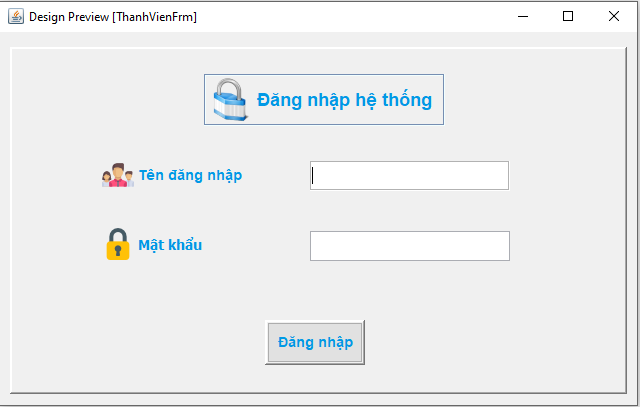 Design Preview [ThanhVienFrm]
Đăng nhập hệ thống
Tên đăng nhập
Mật khẩu
Đăng nhập